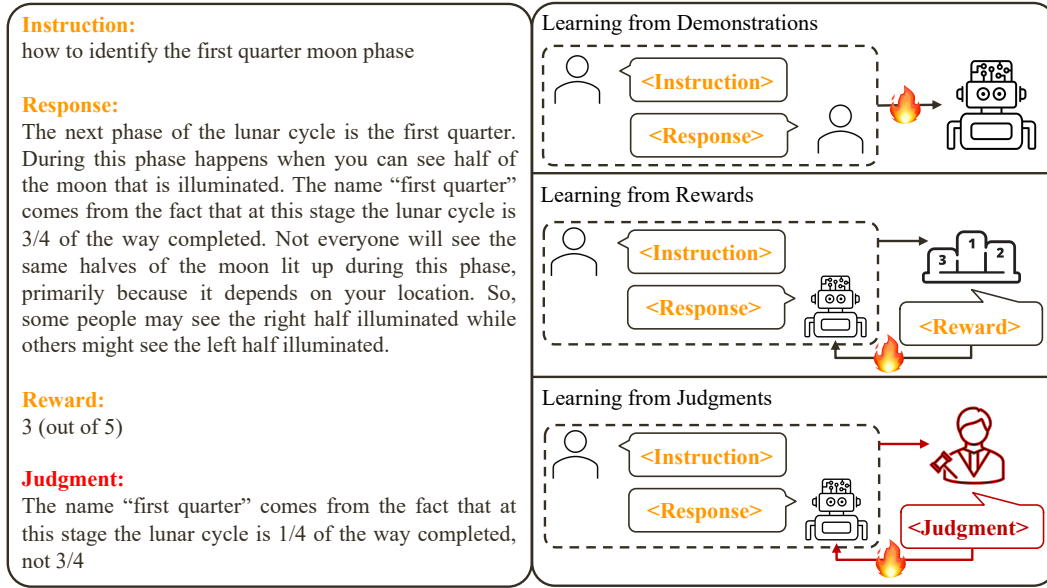 Instruction:
how to identify the first quarter moon phase
Response:
The next phase of the lunar cycle is the first quarter.
During this phase happens when you can see half of
the moon that is illuminated. The name “first quarter”
comes from the fact that at this stage the lunar cycle is
3/4 of the way completed. Not everyone will see the
same halves of the moon lit up during this phase,
primarily because it depends on your location. So,
some people may see the right half illuminated while
others might see the left half illuminated.
Reward:
3 (out of 5)
Judgment:
The name “first quarter” comes from the fact that at
this stage the lunar cycle is 1/4 of the way completed,
not 3/4
Learning from Demonstrations
<Instruction>
<Response>
Learning from Rewards
<Instruction>
<Response>
3 1 2
<Reward>
Learning from Judgments
<Instruction>
<Response>
<Judgment>